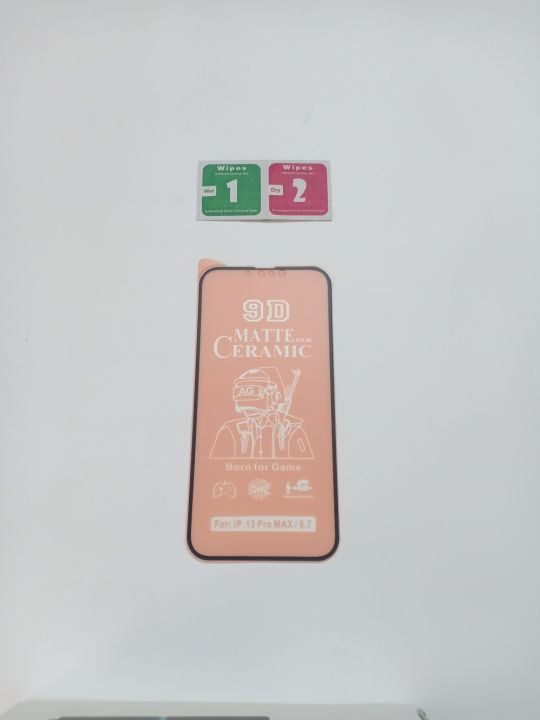 Wipes
Wet
1
Wipes
Dry
2
9D
MATTE
CERAMIC
AG
Born for Game
For: IP 13 Pro MAX / 6.7